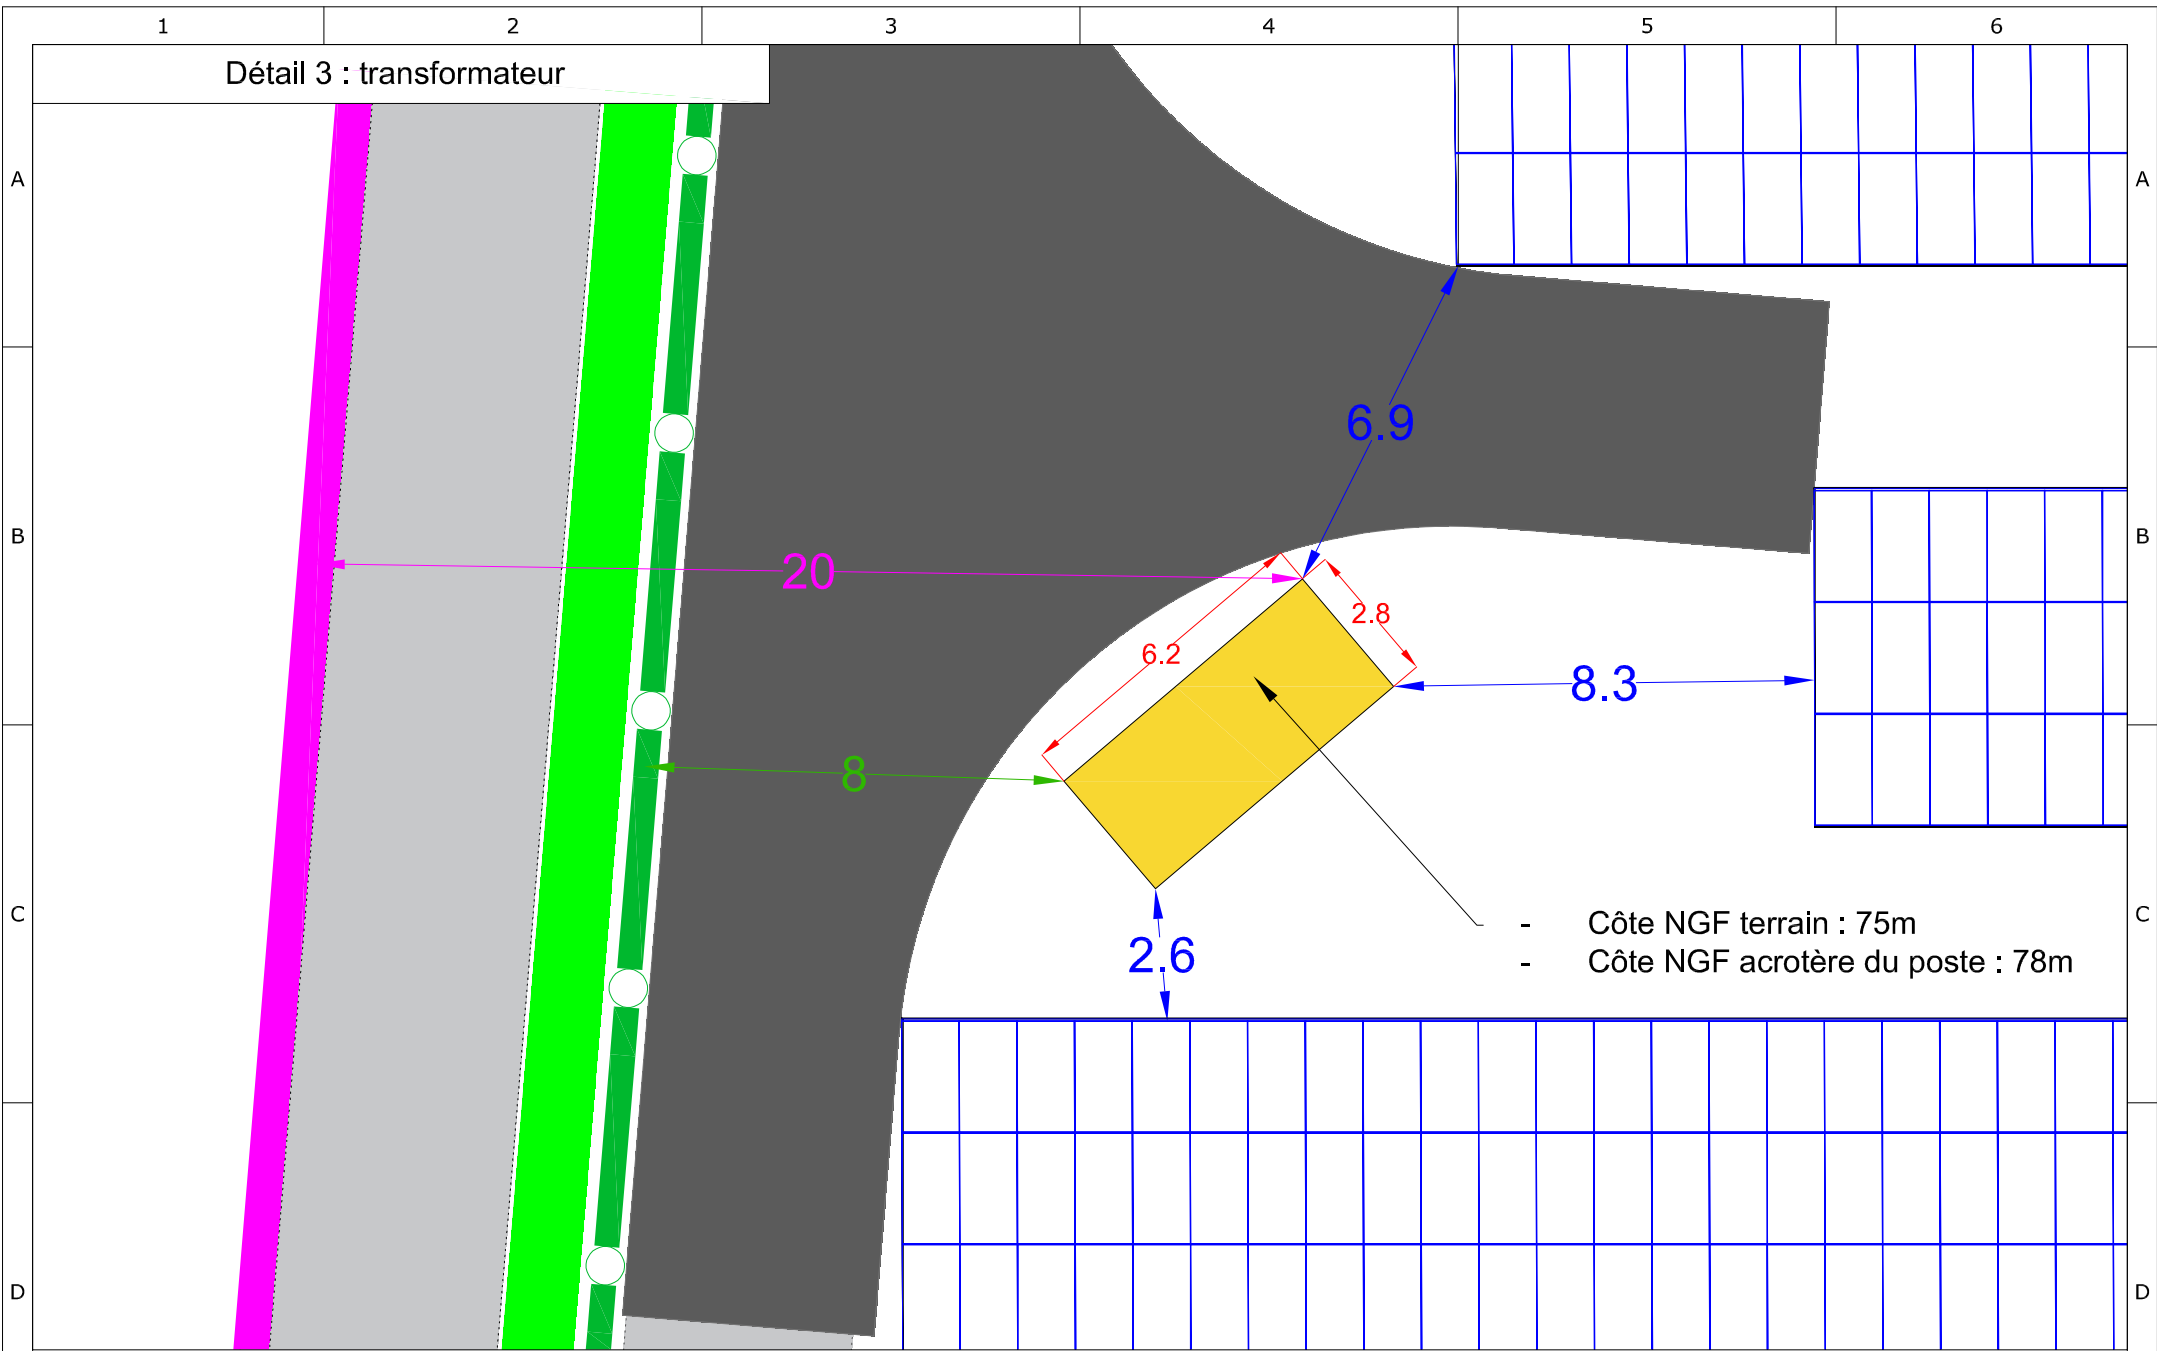 1 2 3 4 5 6
Détail 3 : transformateur
A A
6.9
B B
20
2.8
6.2
8.3
8
C C
- Côte NGF terrain : 75m
2.6
- Côte NGF acrotère du poste : 78m
D D